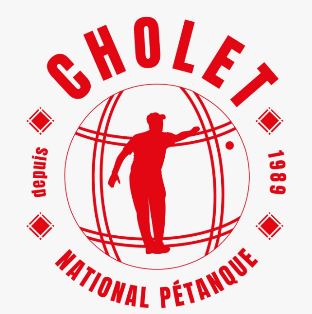 CHOLET
depuis
1989
NATIONAL PÉTANQUE